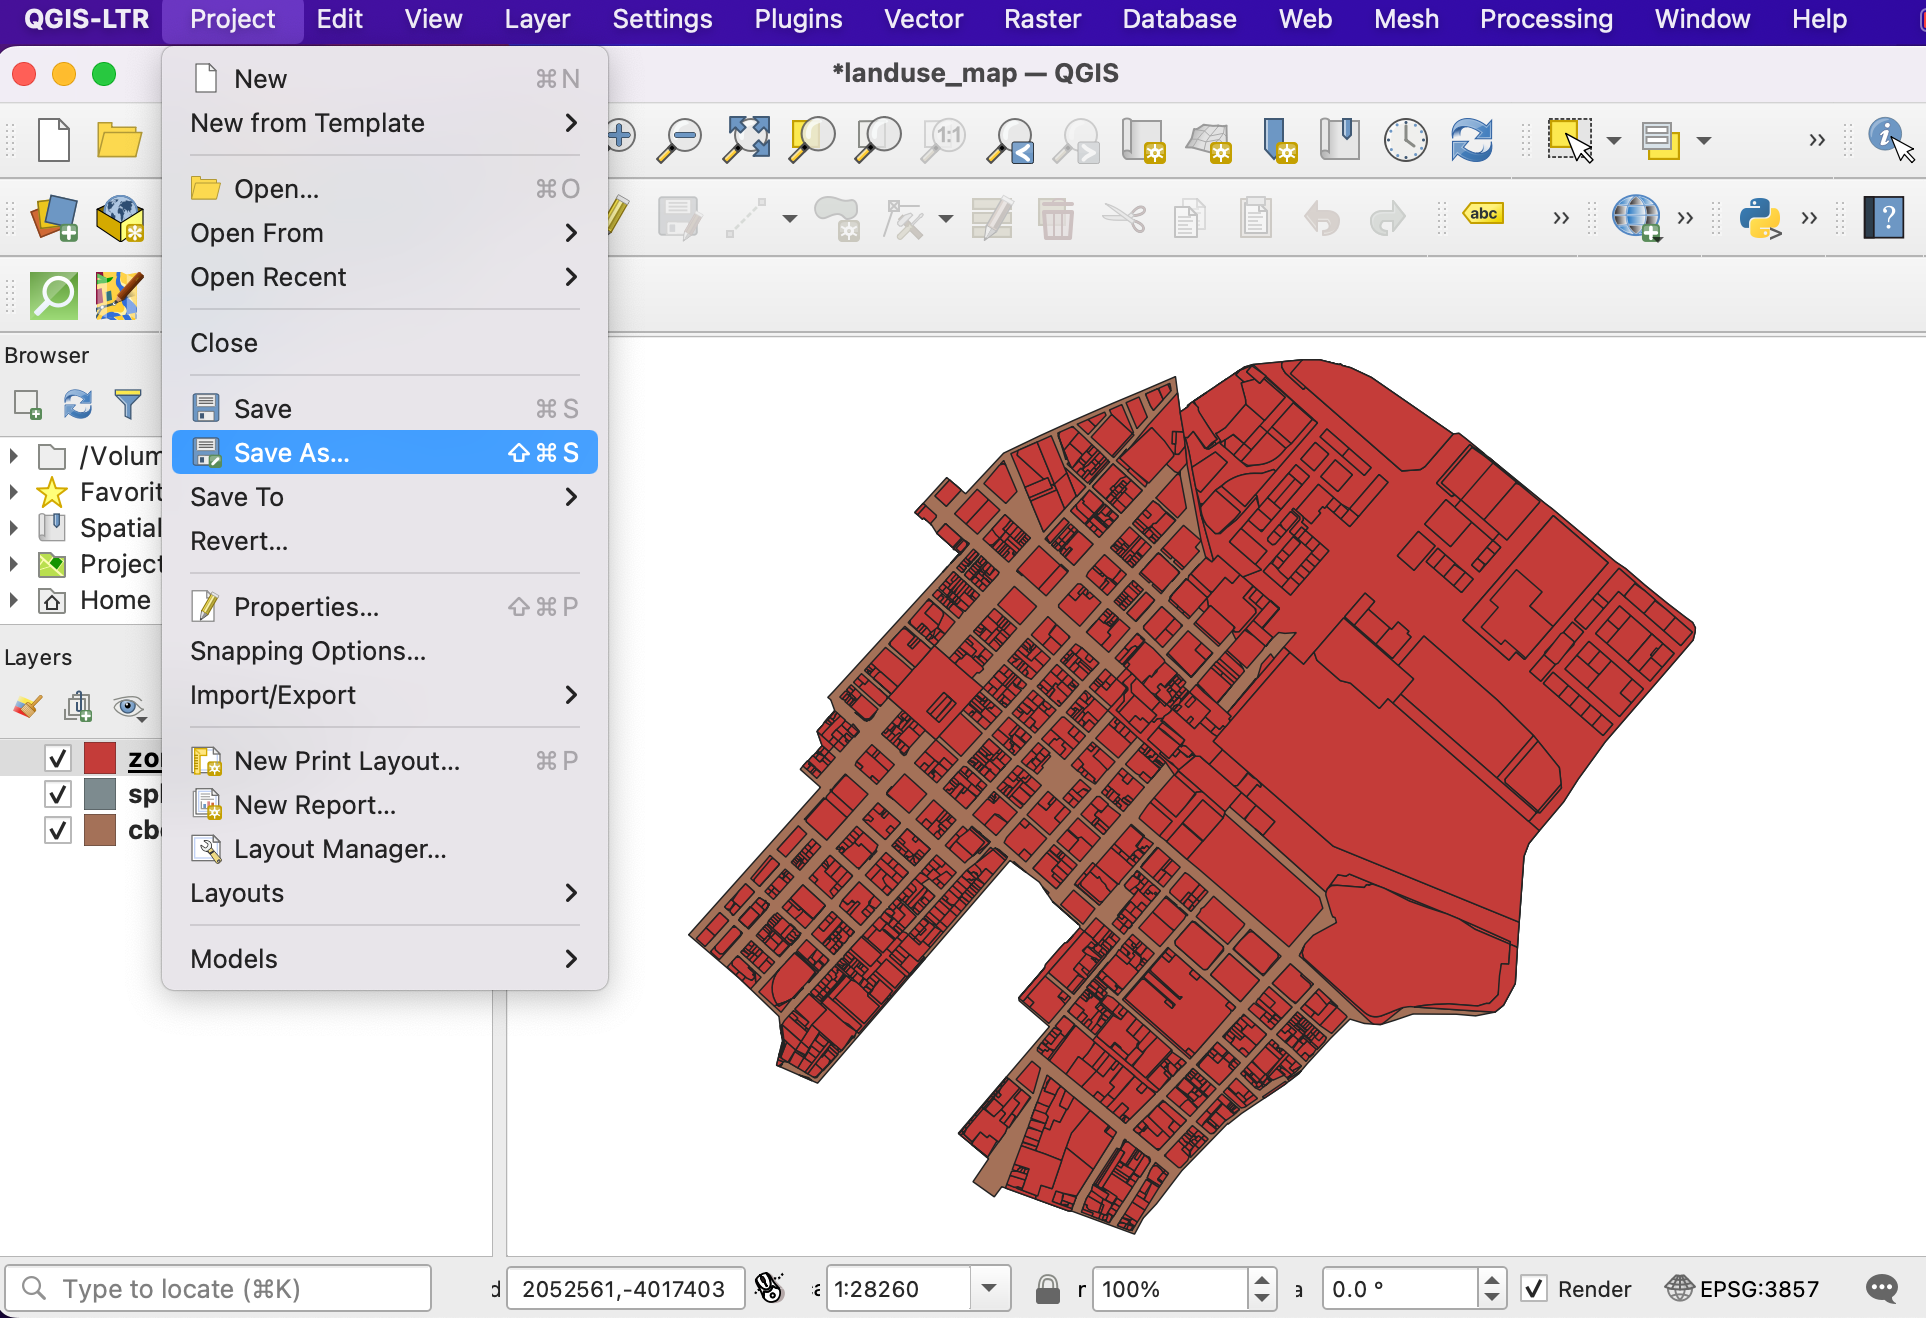 QGIS-LTR Project Edit View Layer Settings Plugins Vector Raster Database Web Mesh Processing Window Help
*landuse_map — QGIS
New ⌘N
New from Template
Open... ⌘O
Open From
Open Recent
Close
Save ⌘S
Save As... ⇧⌘S
Save To
Revert...
Properties... ⇧⌘P
Snapping Options...
Import/Export
New Print Layout... ⌘P
New Report...
Layout Manager...
Layouts
Models
1:1
abc
Browser
/Volum
Favorit
Spatial
Project
Home
Layers
zo
spl
cb
Type to locate (⌘K)
d 2052561,-4017403 1:28260 r 100% a 0.0 ° Render EPSG:3857